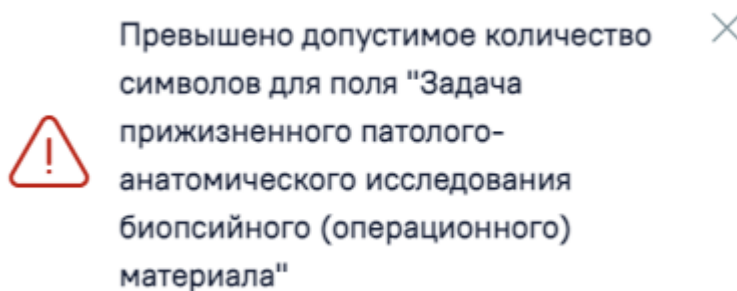 Превышено допустимое количество
символов для поля "Задача
прижизненного патолого-
анатомического исследования
биопсийного (операционного)
материала"